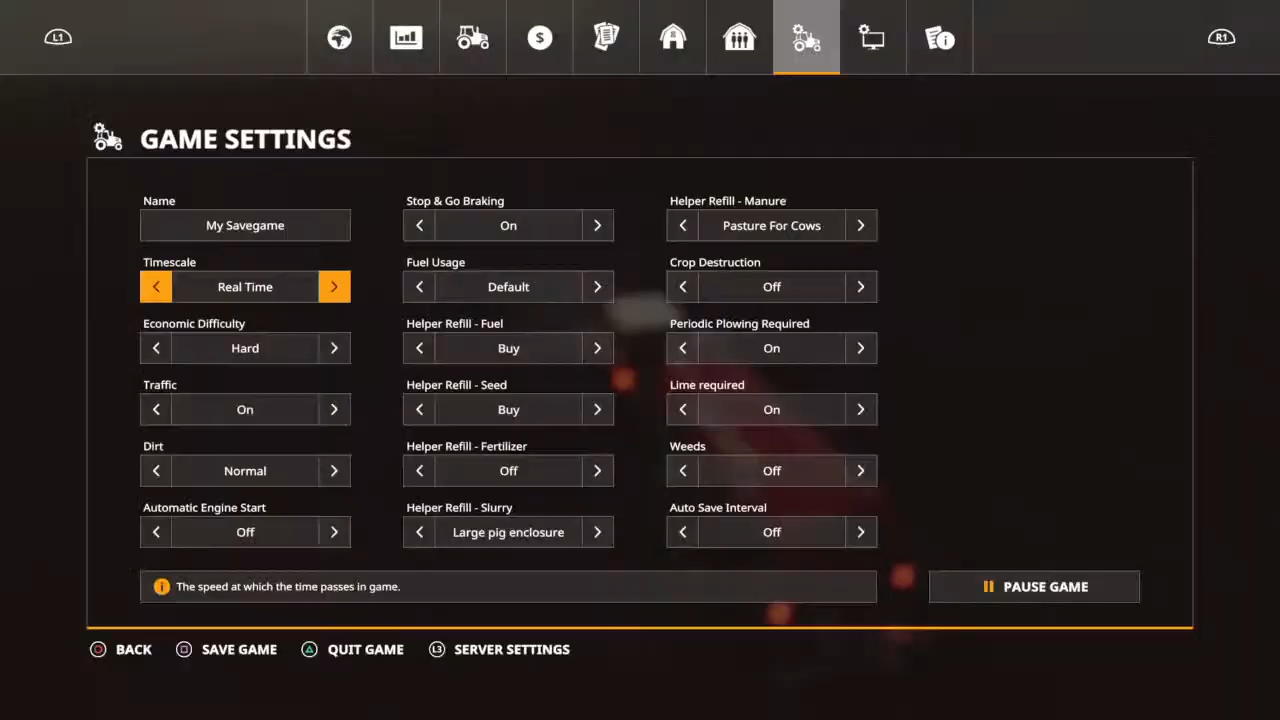 L1
$
R1
GAME SETTINGS
Name
My Savegame
Timescale
Real Time
Economic Difficulty
Hard
Traffic
On
Dirt
Normal
Automatic Engine Start
Off
Stop & Go Braking
On
Fuel Usage
Default
Helper Refill - Fuel
Buy
Helper Refill - Seed
Buy
Helper Refill - Fertilizer
Off
Helper Refill - Slurry
Large pig enclosure
Helper Refill - Manure
Pasture For Cows
Crop Destruction
Off
Periodic Plowing Required
On
Lime required
On
Weeds
Off
Auto Save Interval
Off
The speed at which the time passes in game.
PAUSE GAME
BACK SAVE GAME QUIT GAME L3 SERVER SETTINGS